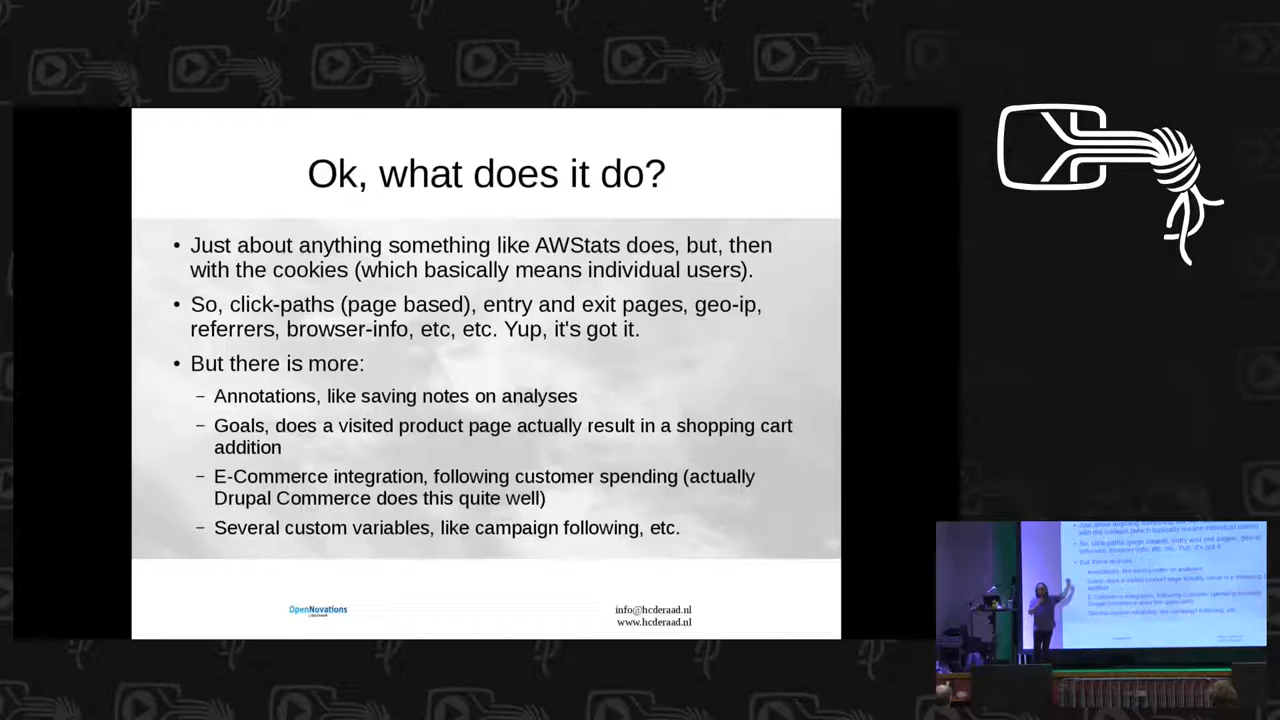 Ok, what does it do?
• Just about anything something like AWStats does, but, then
with the cookies (which basically means individual users).
• So, click-paths (page based), entry and exit pages, geo-ip,
referrers, browser-info, etc, etc. Yup, it's got it.
• But there is more:
– Annotations, like saving notes on analyses
– Goals, does a visited product page actually result in a shopping cart
addition
– E-Commerce integration, following customer spending (actually
Drupal Commerce does this quite well)
– Several custom variables, like campaign following, etc.
OpenNovations
info@hcderaad.nl
www.hcderaad.nl